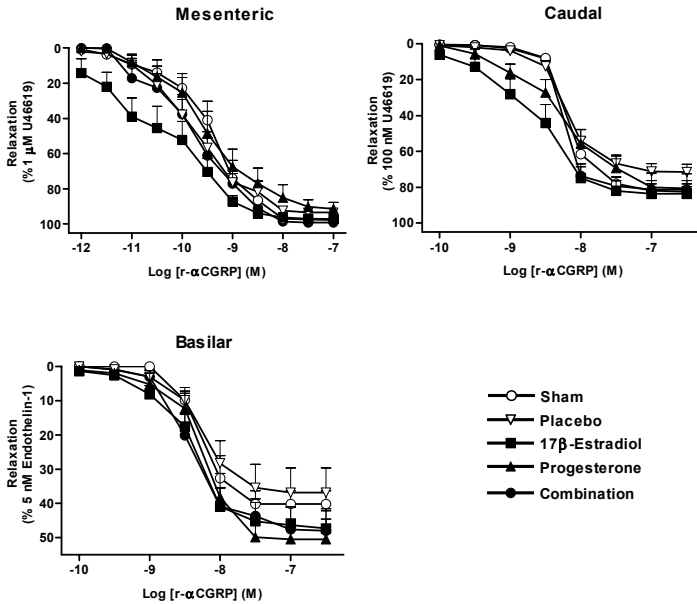 Mesenteric
Relaxation
(% 1 μM U46619)
0
20
40
60
80
100
-12
-11
-10
-9
-8
-7
Log [r-αCGRP] (M)
Caudal
Relaxation
(% 100 nM U46619)
0
20
40
60
80
100
-10
-9
-8
-7
Log [r-αCGRP] (M)
Basilar
Relaxation
(% 5 nM Endothelin-1)
0
10
20
30
40
50
-10
-9
-8
-7
Log [r-αCGRP] (M)
Sham
Placebo
17β-Estradiol
Progesterone
Combination